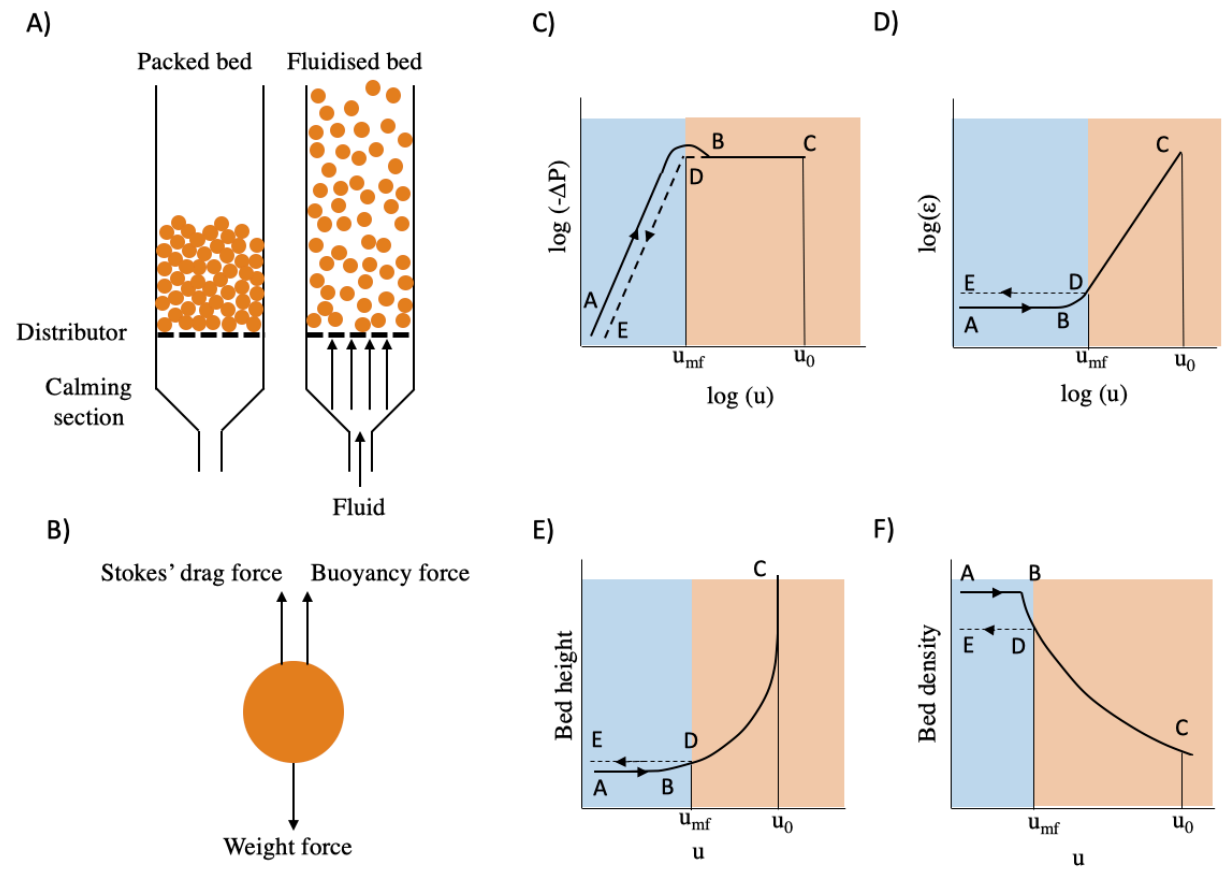 A)
Packed bed
Fluidised bed
Distributor
Calming
section
Fluid
B)
Stokes' drag force
Buoyancy force
Weight force
C)
log (-ΔP)
A
E
B
D
C
u_mf
u_0
log (u)
D)
log(ε)
E
A
D
B
C
u_mf
u_0
log (u)
E)
Bed height
E
A
B
D
C
u_mf
u_0
u
F)
Bed density
A
B
E
D
C
u_mf
u_0
u